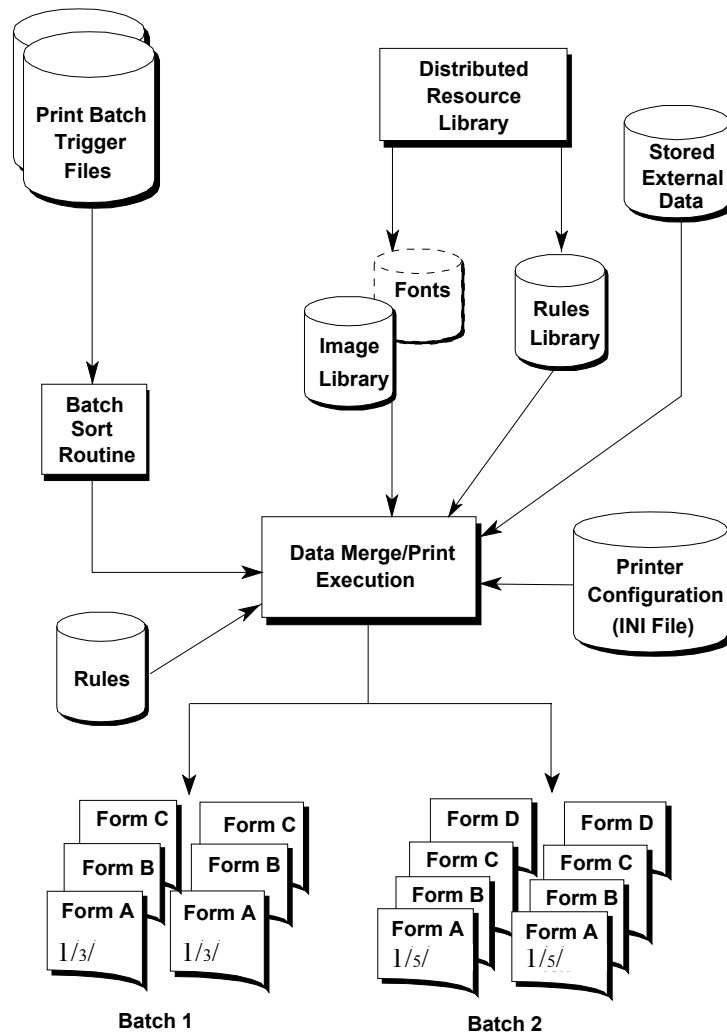 Print Batch
Trigger
Files
Distributed
Resource
Library
Stored
External
Data
Fonts
Image
Library
Rules
Library
Batch
Sort
Routine
Data Merge/Print
Execution
Printer
Configuration
(INI File)
Rules
Form C
Form B
Form A
1/3/
Form C
Form B
Form A
1/3/
Form D
Form C
Form B
Form A
1/5/
Form D
Form C
Form B
Form A
1/5/
Batch 1
Batch 2